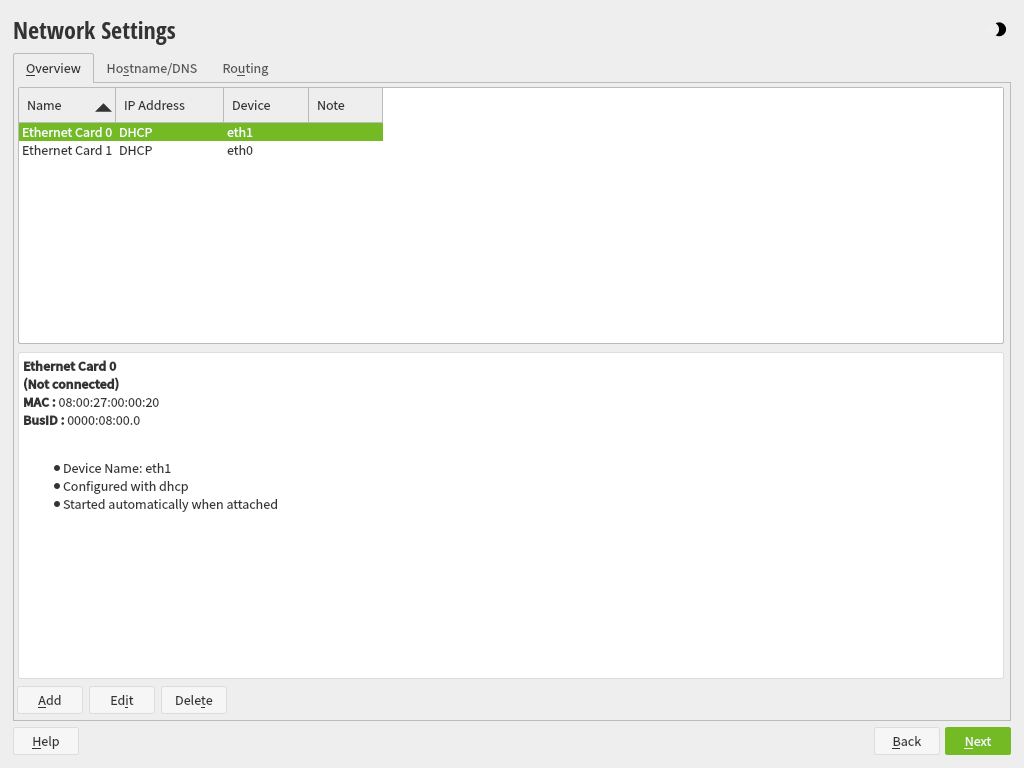 Network Settings
Overview Hostname/DNS Routing
Name IP Address Device Note
Ethernet Card 0 DHCP eth1
Ethernet Card 1 DHCP eth0
Ethernet Card 0
(Not connected)
MAC : 08:00:27:00:00:20
BusID : 0000:08:00.0
Device Name: eth1
Configured with dhcp
Started automatically when attached
Add Edit Delete
Help Back Next